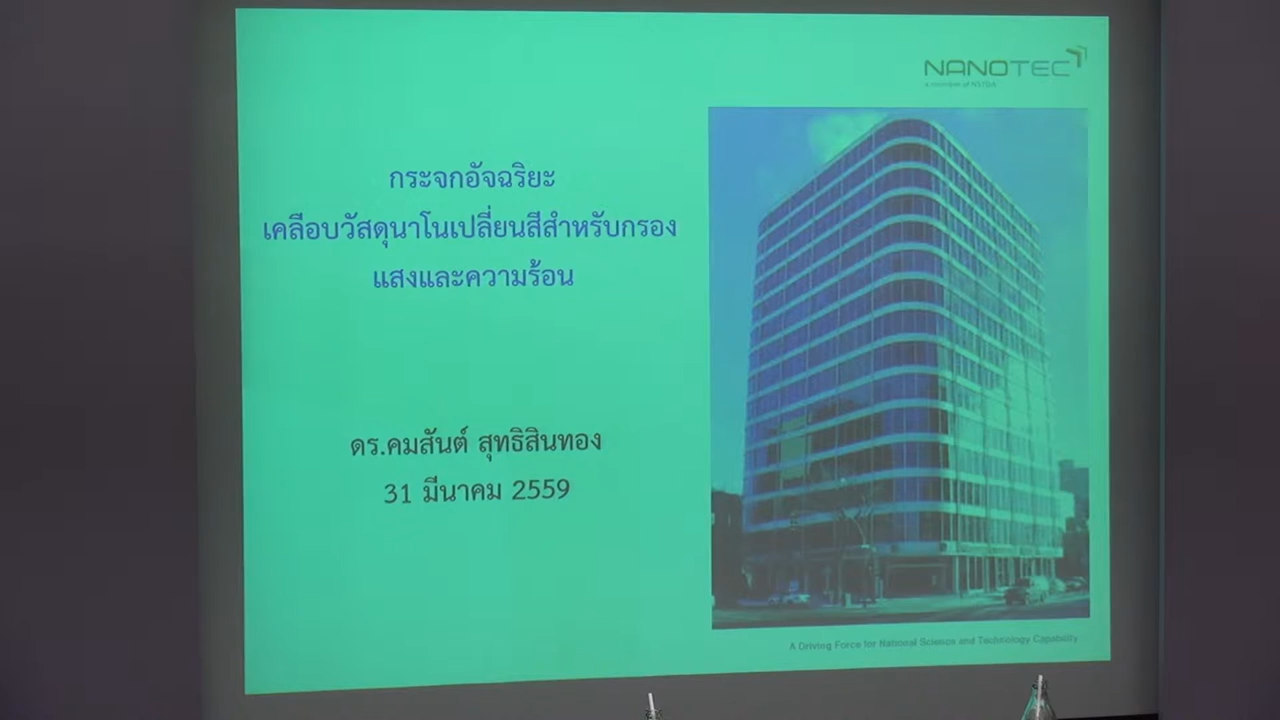 NANOTEC
a member of NSTDA
กระจกอัจฉริยะ
เคลือบวัสดุนาโนเปลี่ยนสีสำหรับกรอง
แสงและความร้อน
ดร.คมสันต์ สุทธิสินทอง
31 มีนาคม 2559
A Driving Force for National Science and Technology Capability